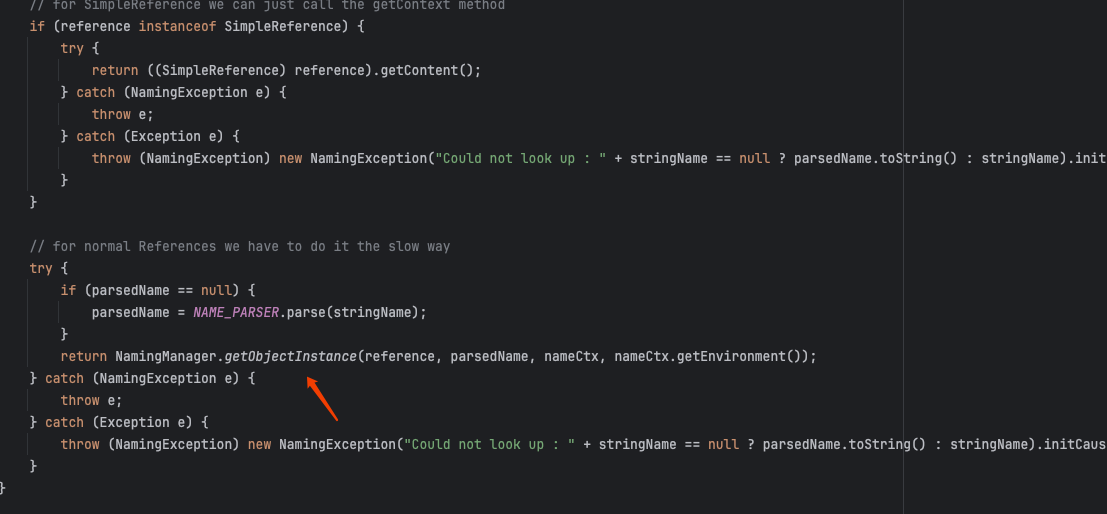 // for SimpleReference we can just call the getContext method
if (reference instanceof SimpleReference) {
try {
return ((SimpleReference) reference).getContent();
} catch (NamingException e) {
throw e;
} catch (Exception e) {
throw (NamingException) new NamingException("Could not look up : " + stringName == null ? parsedName.toString() : stringName).init
}
}
// for normal References we have to do it the slow way
try {
if (parsedName == null) {
parsedName = NAME_PARSER.parse(stringName);
}
return NamingManager.getObjectInstance(reference, parsedName, nameCtx, nameCtx.getEnvironment());
} catch (NamingException e) {
throw e;
} catch (Exception e) {
throw (NamingException) new NamingException("Could not look up : " + stringName == null ? parsedName.toString() : stringName).initCaus
}
}